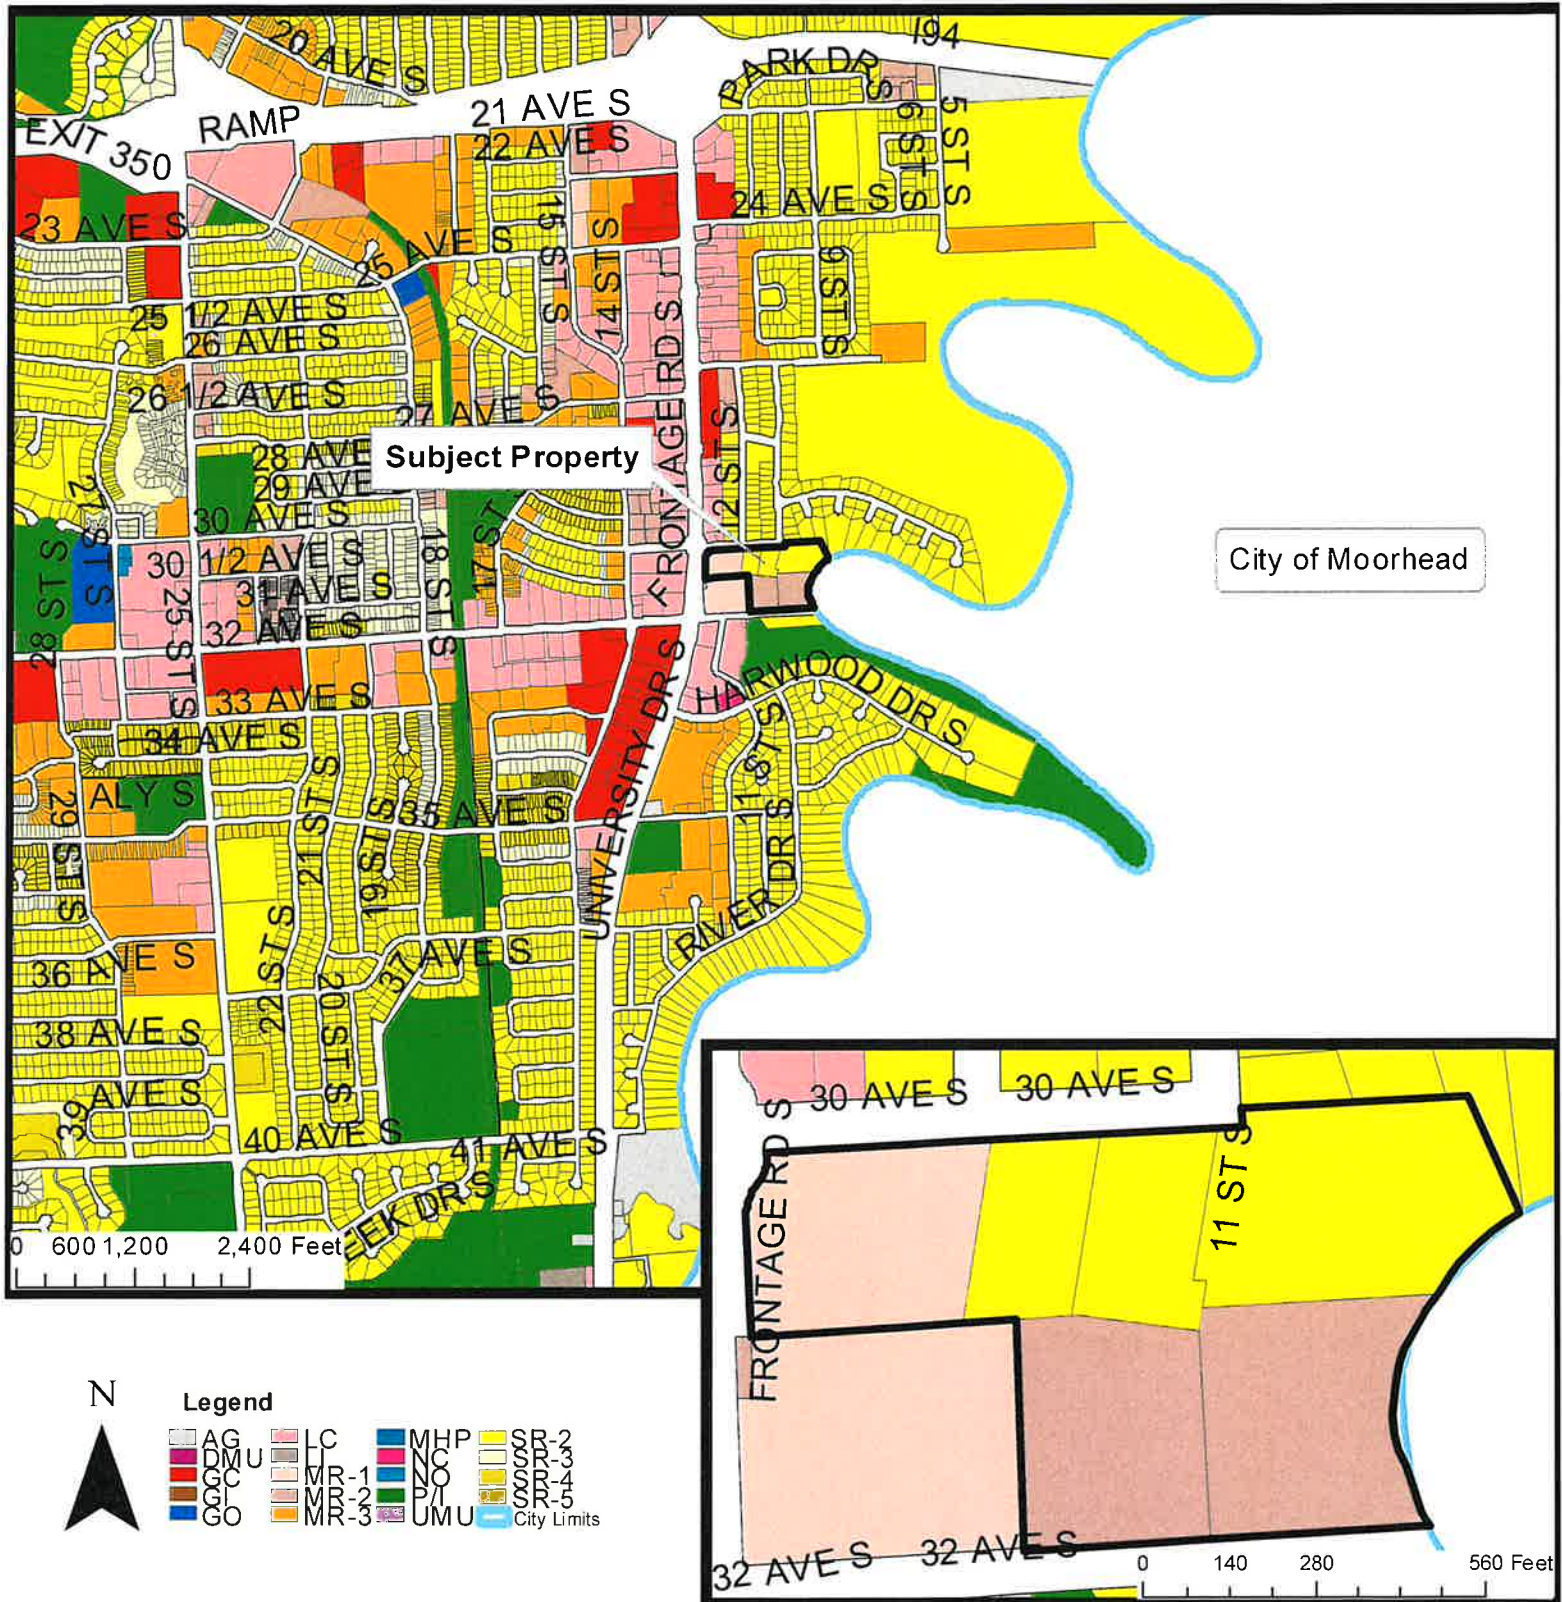 I94
20 AVE S
PARK DR S
21 AVE S
RAMP
EXIT 350
22 AVE S
6 ST S
5 ST S
24 AVE S
23 AVE S
15 ST S
14 ST S
25 AVE S
9 ST S
25 1/2 AVE S
26 AVE S
FRONTAGE RD S
26 1/2 AVE S
27 AVE S
12 ST S
28 AVE
Subject Property
29 AVE
27 ST S
30 AVE S
17 ST
18 ST S
City of Moorhead
28 ST S
30 1/2 AVE S
31 AVE S
25 ST S
32 AVE S
33 AVE S
HARWOOD DR S
UNIVERSITY DR S
34 AVE S
11 ST S
ALY S
29 ST S
21 ST S
19 ST S
35 AVE S
RIVER DR S
36 AVE S
22 ST S
37 AVE S
20 ST S
38 AVE S
39 AVE S
40 AVE S
41 AVE S
EEK DR S
0 600 1,200 2,400 Feet
30 AVE S 30 AVE S
FRONTAGE RD S
11 ST S
32 AVE S 32 AVE S
0 140 280 560 Feet
N
Legend
AG LC MHP SR-2
DMU LI NC SR-3
GC MR-1 NO SR-4
GI MR-2 P/I SR-5
GO MR-3 UMU City Limits